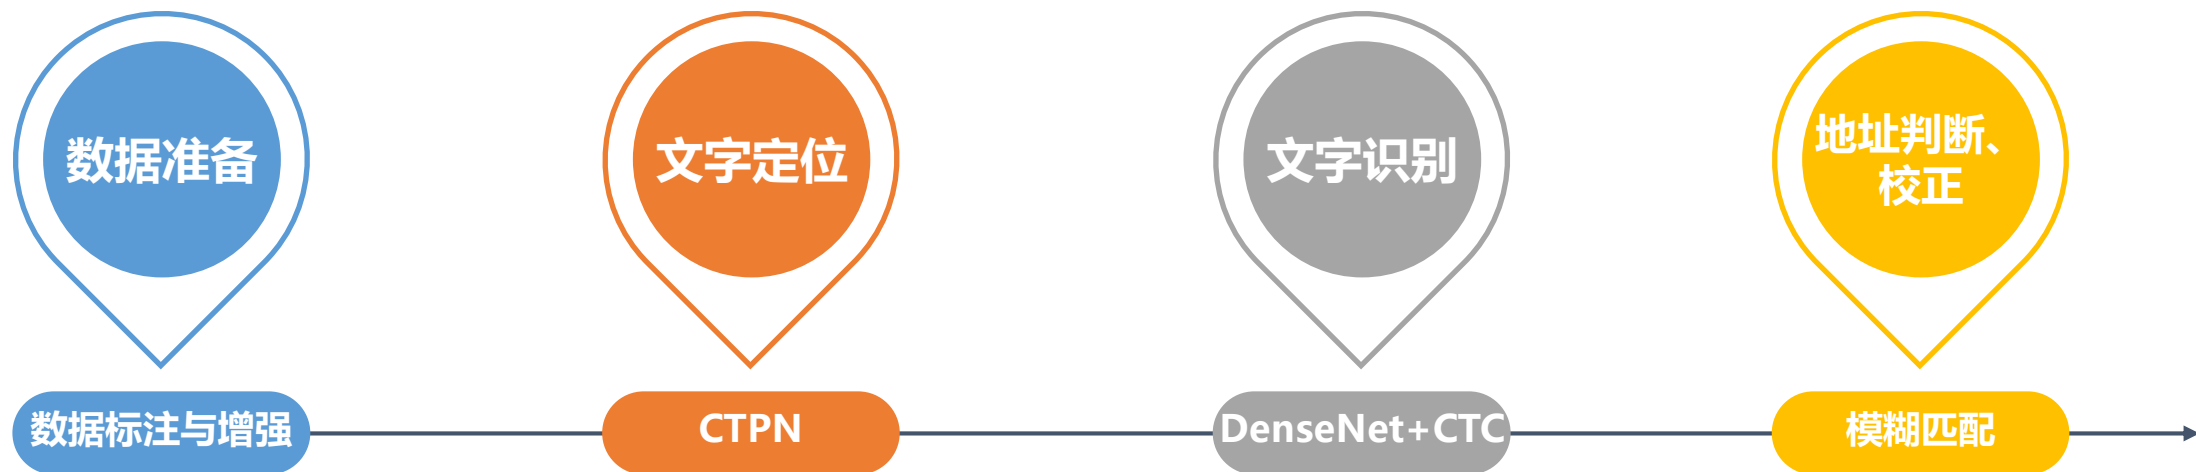 数据准备
文字定位
文字识别
地址判断、
校正
数据标注与增强
CTPN
DenseNet+CTC
模糊匹配